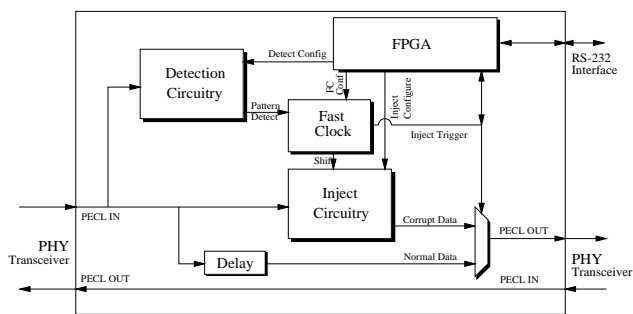 FPGA
RS-232
Interface
Detect Config
Detection
Circuitry
FC
Conf
Inject
Configure
Pattern
Detect
Fast
Clock
Inject Trigger
Shift
Inject
Circuitry
PECL IN
Corrupt Data
PECL OUT
PHY
Transceiver
Delay
Normal Data
PHY
Transceiver
PECL OUT
PECL IN